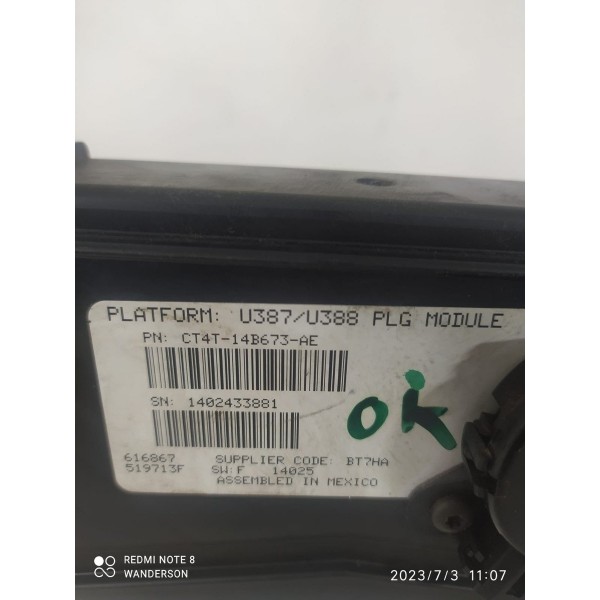 PLATFORM: U387/U388 PLG MODULE
PN: CT4T-14B673-AE
SN: 1402433881
OK
616867 SUPPLIER CODE: BT7HA
519713F SW:F 14025
ASSEMBLED IN MEXICO
REDMI NOTE 8
WANDERSON
2023/7/3 11:07